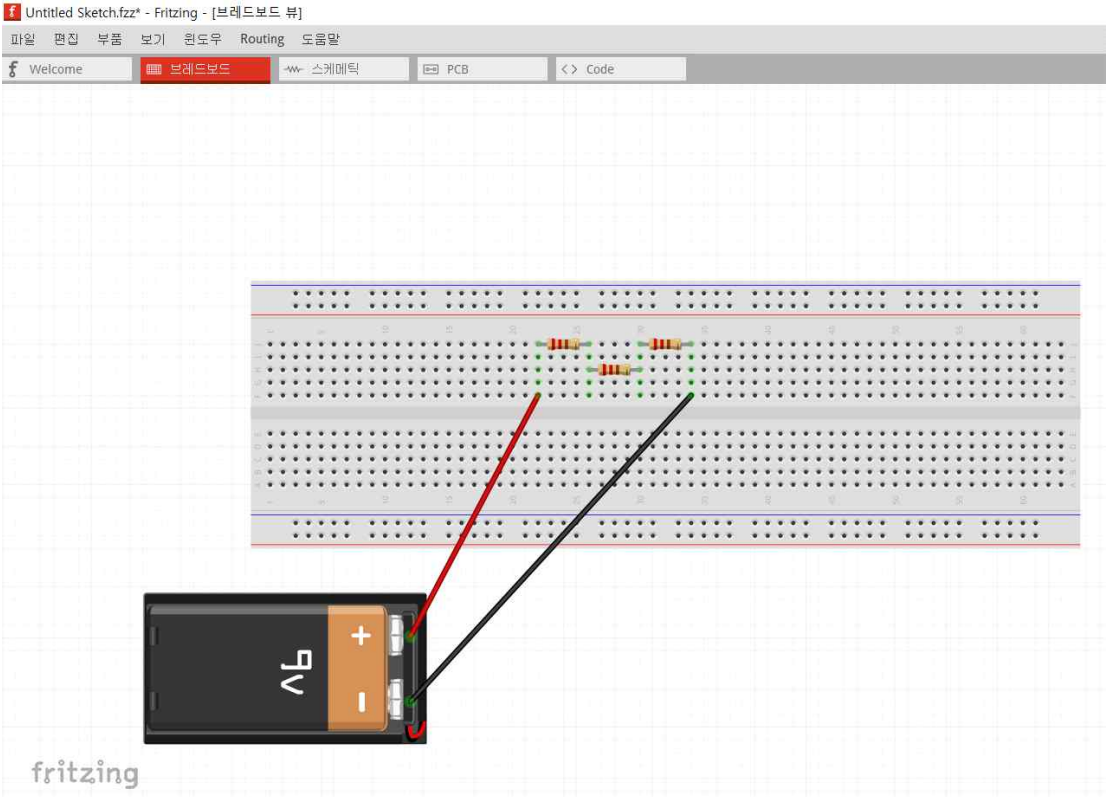 Untitled Sketch.fzz* - Fritzing - [브레드보드 뷰]
파일 편집 부품 보기 윈도우 Routing 도움말
Welcome 브레드보드 스케메틱 PCB Code
+
9V
−
fritzing